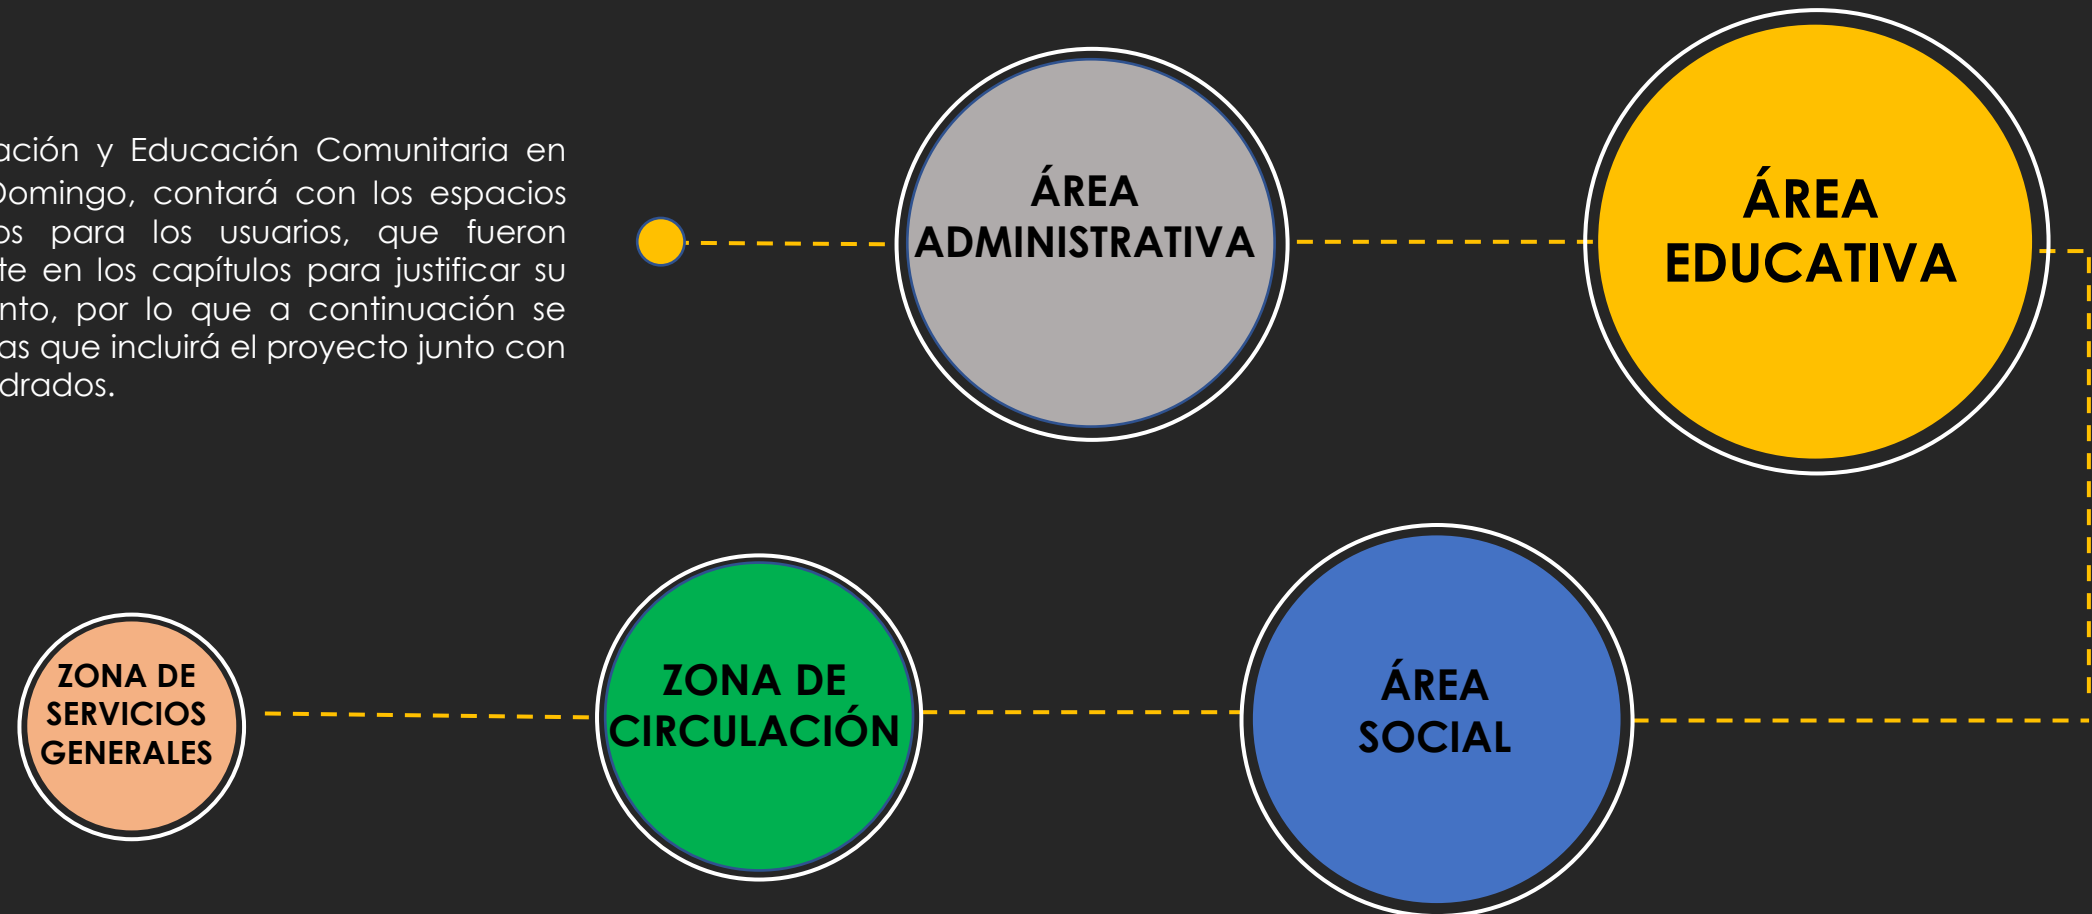 ación y Educación Comunitaria en
Domingo, contará con los espacios
os para los usuarios, que fueron
te en los capítulos para justificar su
nto, por lo que a continuación se
as que incluirá el proyecto junto con
drados.
ÁREA
ADMINISTRATIVA
ÁREA
EDUCATIVA
ZONA DE
SERVICIOS
GENERALES
ZONA DE
CIRCULACIÓN
ÁREA
SOCIAL